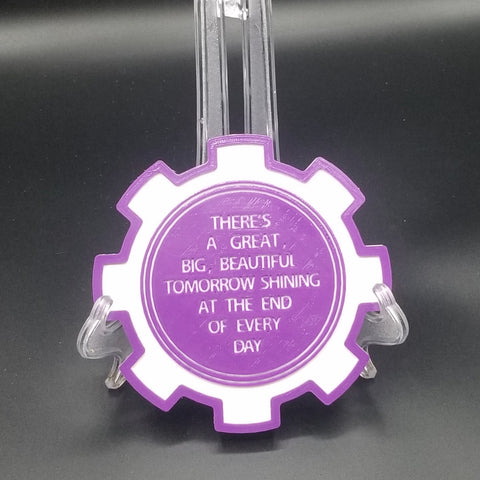 THERE'S
A GREAT,
BIG, BEAUTIFUL
TOMORROW SHINING
AT THE END
OF EVERY
DAY